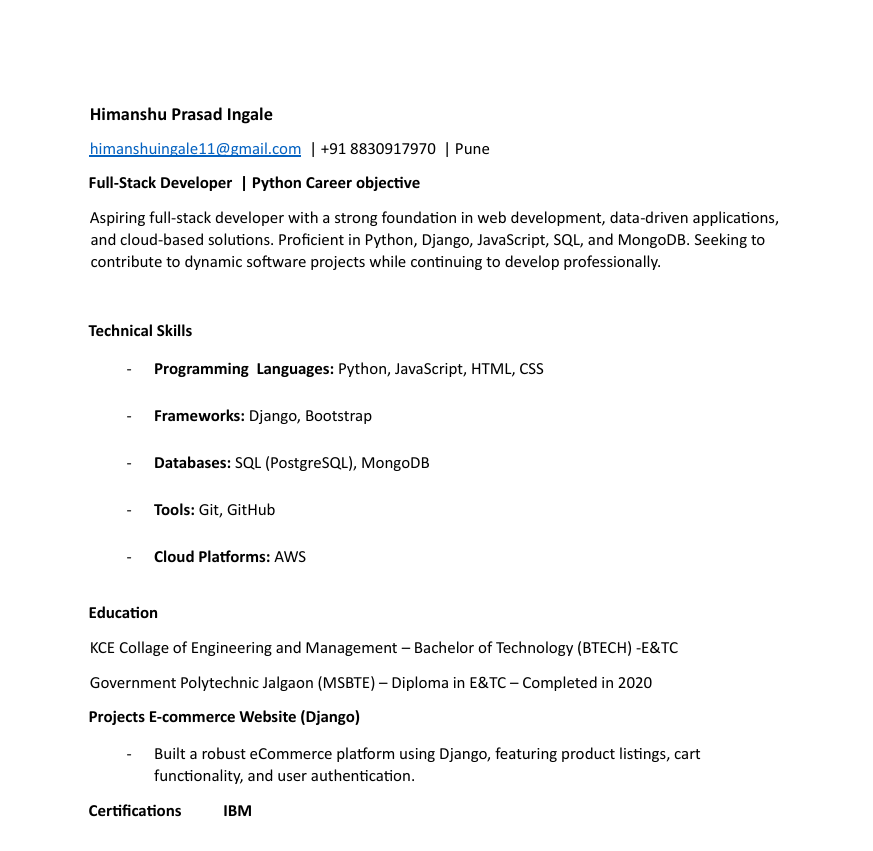 Himanshu Prasad Ingale
himanshuingale11@gmail.com | +91 8830917970 | Pune
Full-Stack Developer | Python Career objective
Aspiring full-stack developer with a strong foundation in web development, data-driven applications,
and cloud-based solutions. Proficient in Python, Django, JavaScript, SQL, and MongoDB. Seeking to
contribute to dynamic software projects while continuing to develop professionally.
Technical Skills
- Programming Languages: Python, JavaScript, HTML, CSS
- Frameworks: Django, Bootstrap
- Databases: SQL (PostgreSQL), MongoDB
- Tools: Git, GitHub
- Cloud Platforms: AWS
Education
KCE Collage of Engineering and Management – Bachelor of Technology (BTECH) -E&TC
Government Polytechnic Jalgaon (MSBTE) – Diploma in E&TC – Completed in 2020
Projects E-commerce Website (Django)
- Built a robust eCommerce platform using Django, featuring product listings, cart
functionality, and user authentication.
Certifications IBM